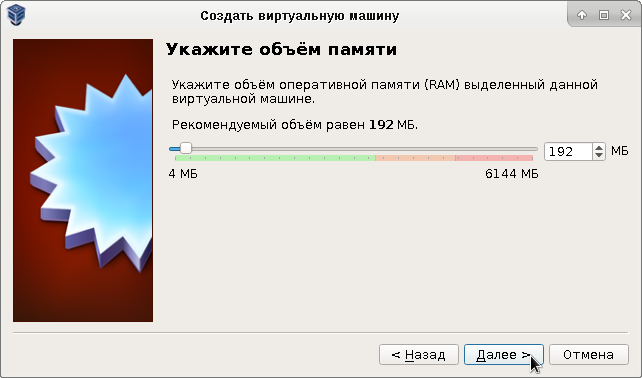 Создать виртуальную машину
Укажите объём памяти
Укажите объём оперативной памяти (RAM) выделенный данной
виртуальной машине.
Рекомендуемый объём равен 192 МБ.
192 МБ
4 МБ 6144 МБ
< Назад Далее > Отмена